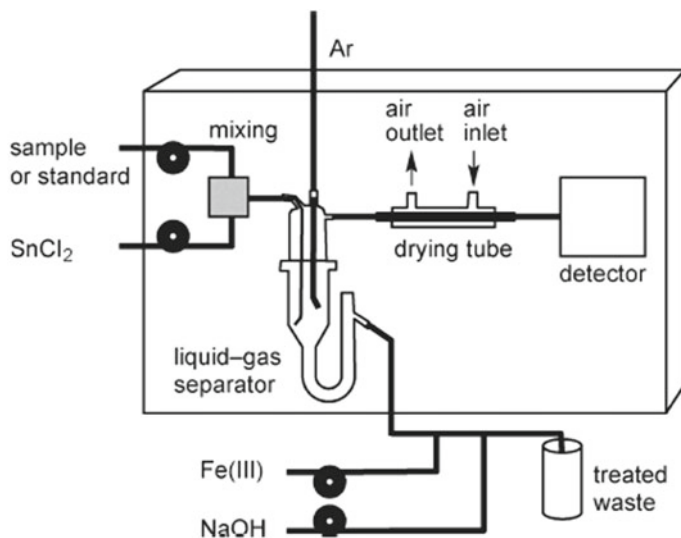 Ar
mixing
air
outlet
air
inlet
sample
or standard
SnCl₂
drying tube
detector
liquid–gas
separator
Fe(III)
NaOH
treated
waste